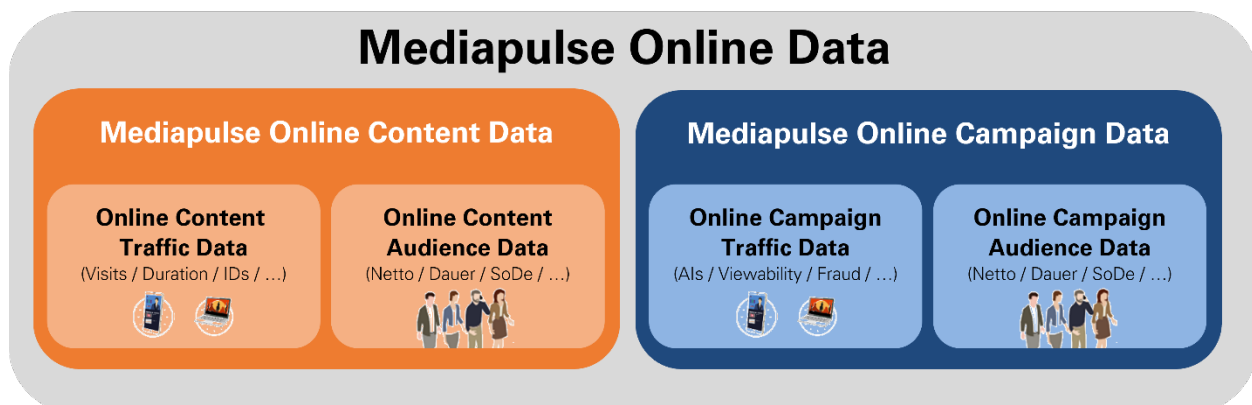 Mediapulse Online Data
Mediapulse Online Content Data
Online Content
Traffic Data
(Visits / Duration / IDs / ...)
Online Content
Audience Data
(Netto / Dauer / SoDe / ...)
Mediapulse Online Campaign Data
Online Campaign
Traffic Data
(AIs / Viewability / Fraud / ...)
Online Campaign
Audience Data
(Netto / Dauer / SoDe / ...)